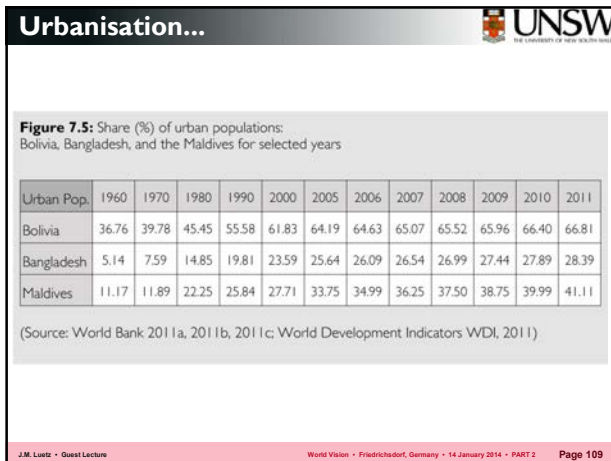 Urbanisation...
UNSW
THE UNIVERSITY OF NEW SOUTH WALES
Figure 7.5: Share (%) of urban populations:
Bolivia, Bangladesh, and the Maldives for selected years
Urban Pop. 1960 1970 1980 1990 2000 2005 2006 2007 2008 2009 2010 2011
Bolivia 36.76 39.78 45.45 55.58 61.83 64.19 64.63 65.07 65.52 65.96 66.40 66.81
Bangladesh 5.14 7.59 14.85 19.81 23.59 25.64 26.09 26.54 26.99 27.44 27.89 28.39
Maldives 11.17 11.89 22.25 25.84 27.71 33.75 34.99 36.25 37.50 38.75 39.99 41.11
(Source: World Bank 2011a, 2011b, 2011c; World Development Indicators WDI, 2011)
J.M. Luetz • Guest Lecture World Vision • Friedrichsdorf, Germany • 14 January 2014 • PART 2 Page 109